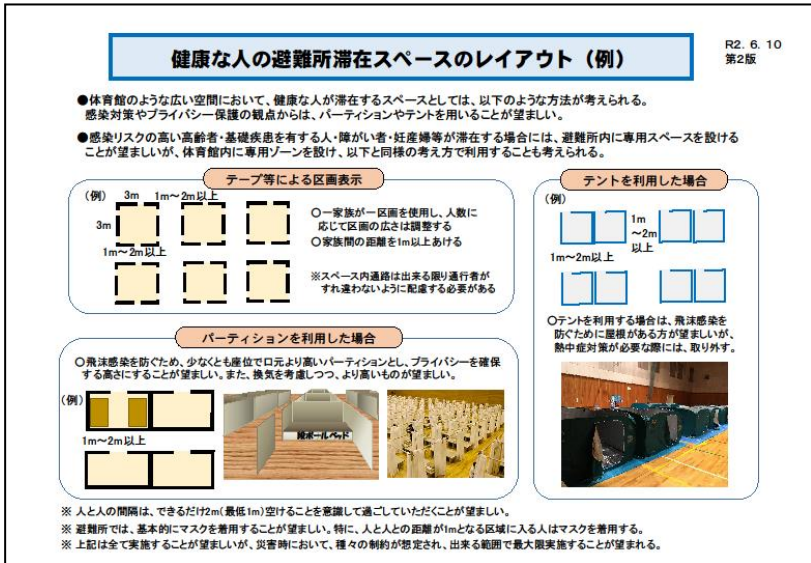 健康な人の避難所滞在スペースのレイアウト（例）
R2. 6. 10
第2版
●体育館のような広い空間において、健康な人が滞在するスペースとしては、以下のような方法が考えられる。
感染対策やプライバシー保護の観点からは、パーティションやテントを用いることが望ましい。
●感染リスクの高い高齢者・基礎疾患を有する人・障がい者・妊産婦等が滞在する場合には、避難所内に専用スペースを設ける
ことが望ましいが、体育館内に専用ゾーンを設け、以下と同様の考え方で利用することも考えられる。
テープ等による区画表示
（例）
3m
1m～2m以上
3m
1m～2m以上
○一家族が一区画を使用し、人数に
応じて区画の広さは調整する
○家族間の距離を1m以上あける
※スペース内通路は出来る限り通行者が
すれ違わないように配慮する必要がある
テントを利用した場合
（例）
1m
～2m
以上
1m～2m以上
○テントを利用する場合は、飛沫感染を
防ぐために屋根がある方が望ましいが、
熱中症対策が必要な際には、取り外す。
パーティションを利用した場合
○飛沫感染を防ぐため、少なくとも座位で口元より高いパーティションとし、プライバシーを確保
する高さにすることが望ましい。また、換気を考慮しつつ、より高いものが望ましい。
（例）
1m～2m以上
段ボールベッド
※ 人と人の間隔は、できるだけ2m（最低1m）空けることを意識して過ごしていただくことが望ましい。
※ 避難所では、基本的にマスクを着用することが望ましい。特に、人と人との距離が1mとなる区域に入る人はマスクを着用する。
※ 上記は全て実施することが望ましいが、災害時において、種々の制約が想定され、出来る範囲で最大限実施することが望まれる。